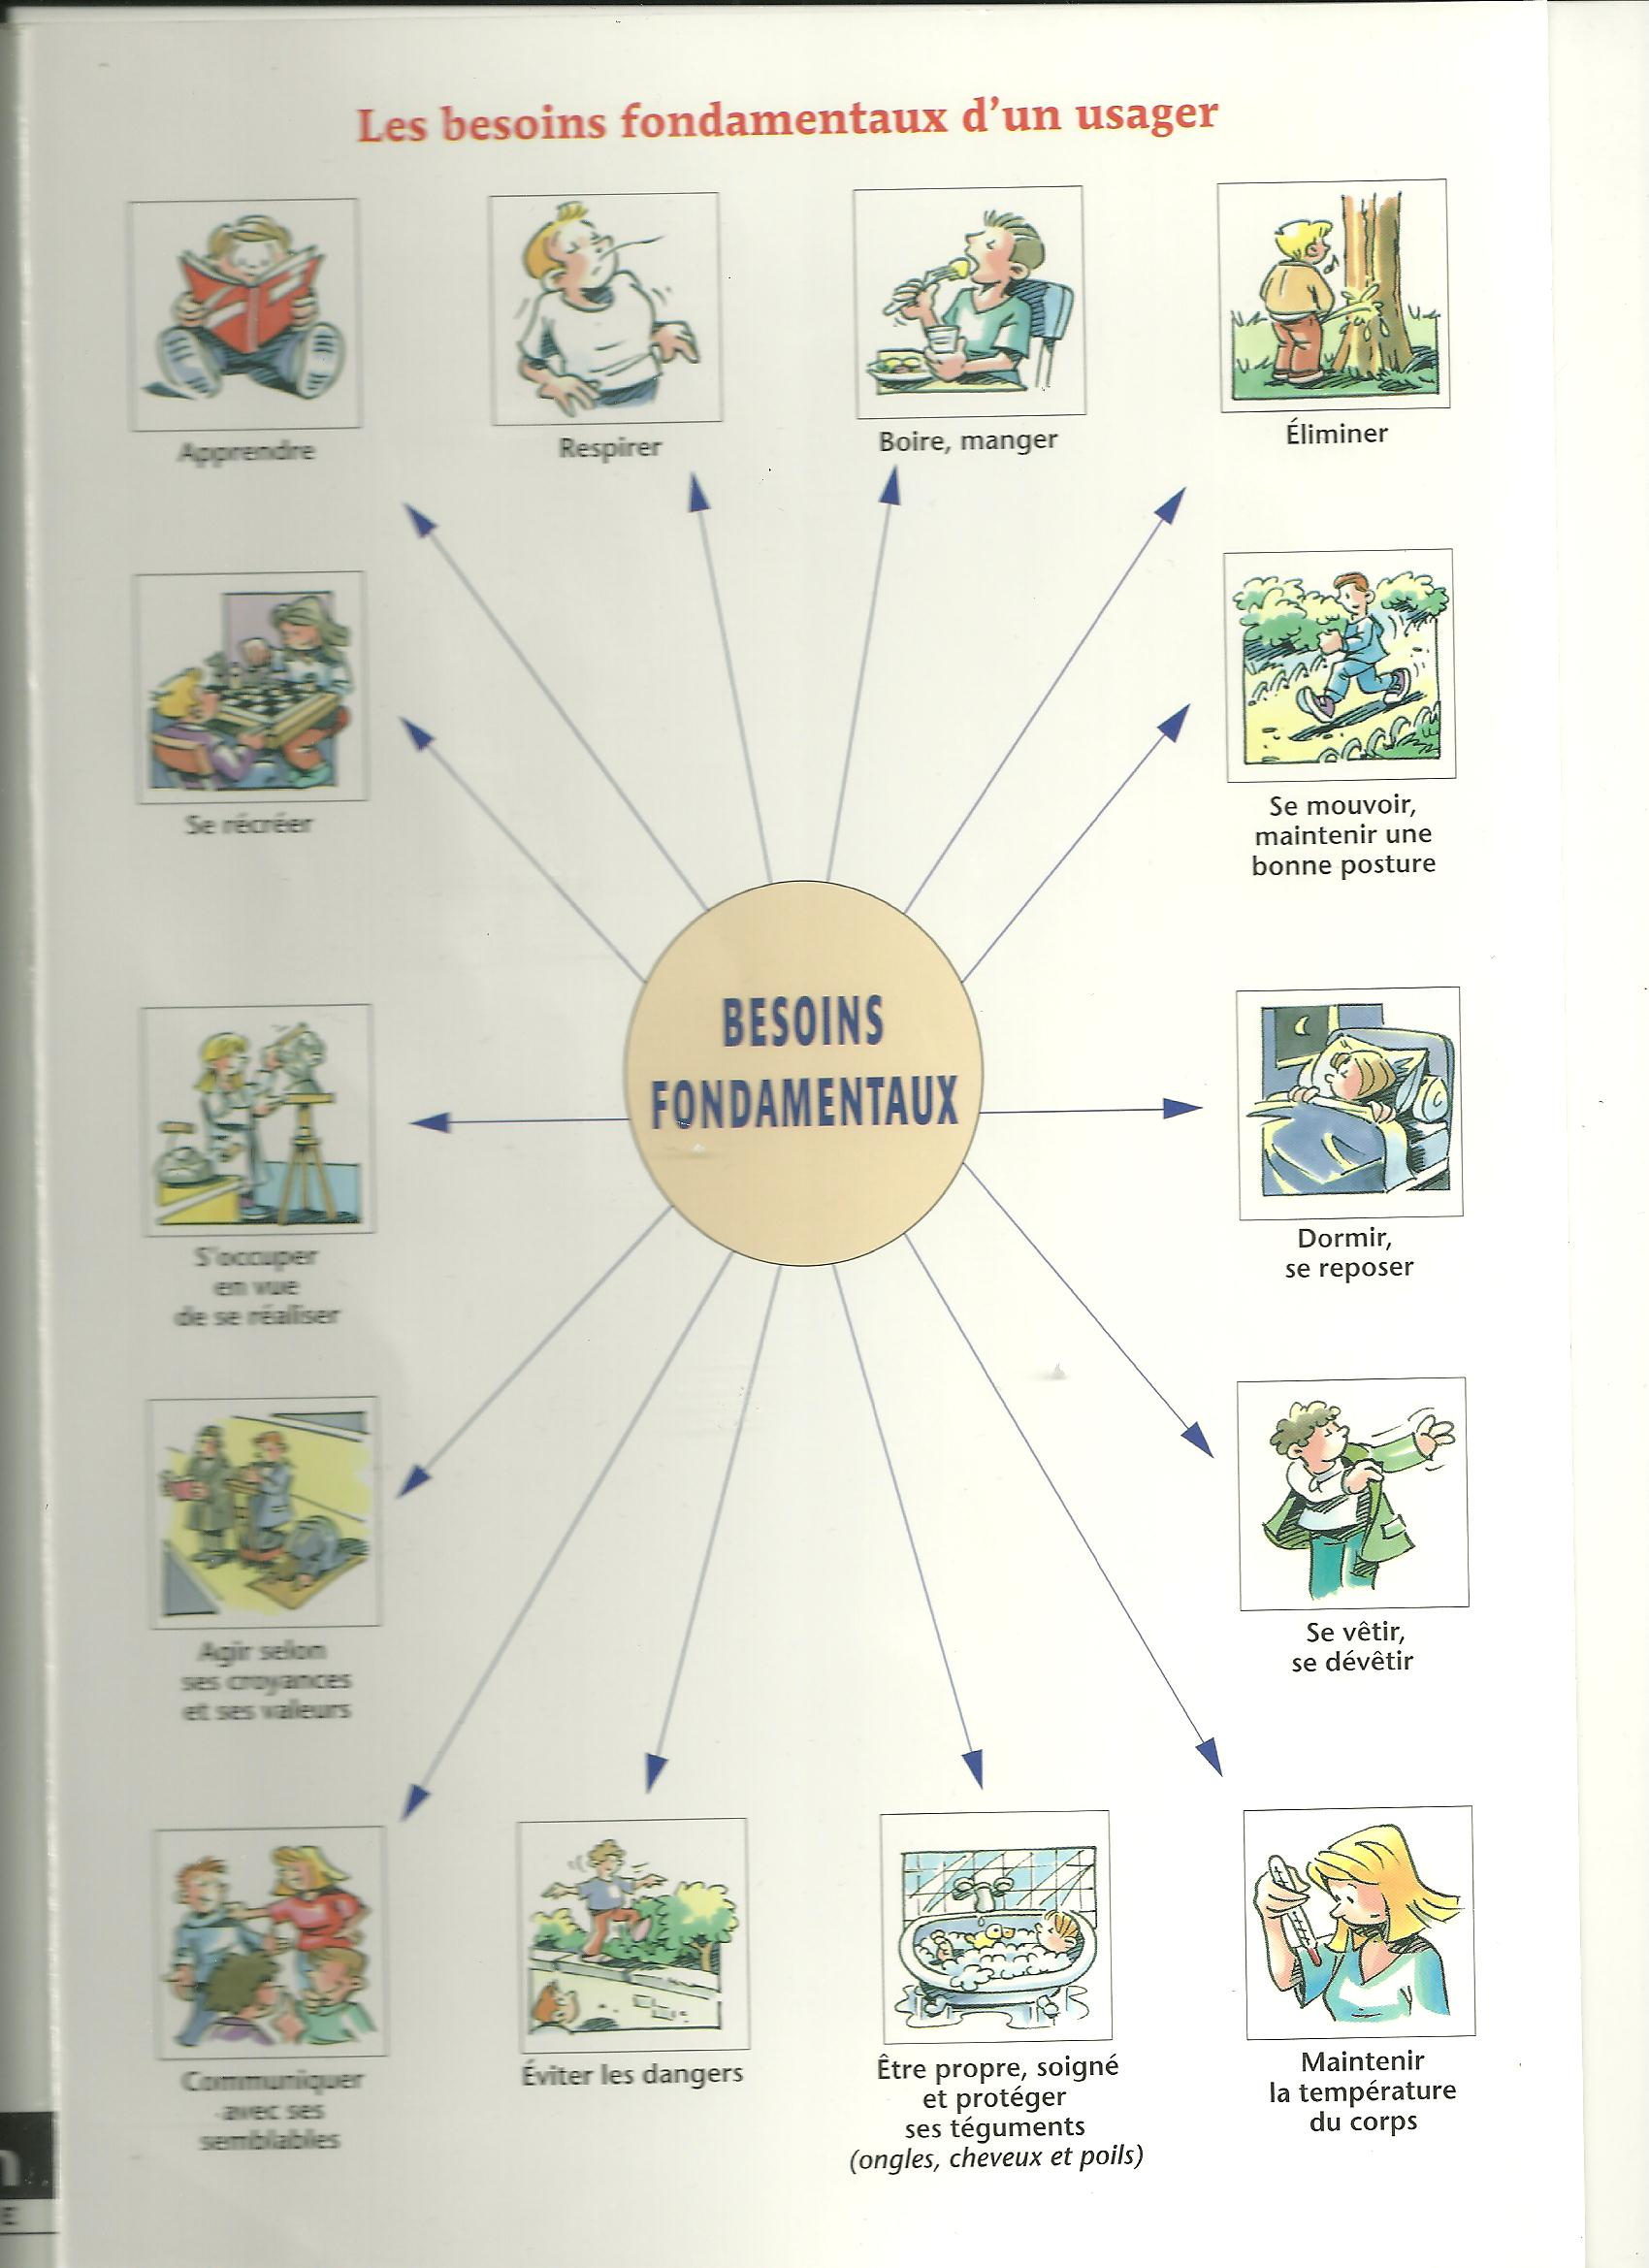 Les besoins fondamentaux d'un usager
Apprendre
Respirer
Boire, manger
Éliminer
Se récréer
Se mouvoir,
maintenir une
bonne posture
BESOINS
FONDAMENTAUX
S'occuper
en vue
de se réaliser
Dormir,
se reposer
Agir selon
ses croyances
et ses valeurs
Se vêtir,
se dévêtir
Communiquer
avec ses
semblables
Éviter les dangers
Être propre, soigné
et protéger
ses téguments
(ongles, cheveux et poils)
Maintenir
la température
du corps